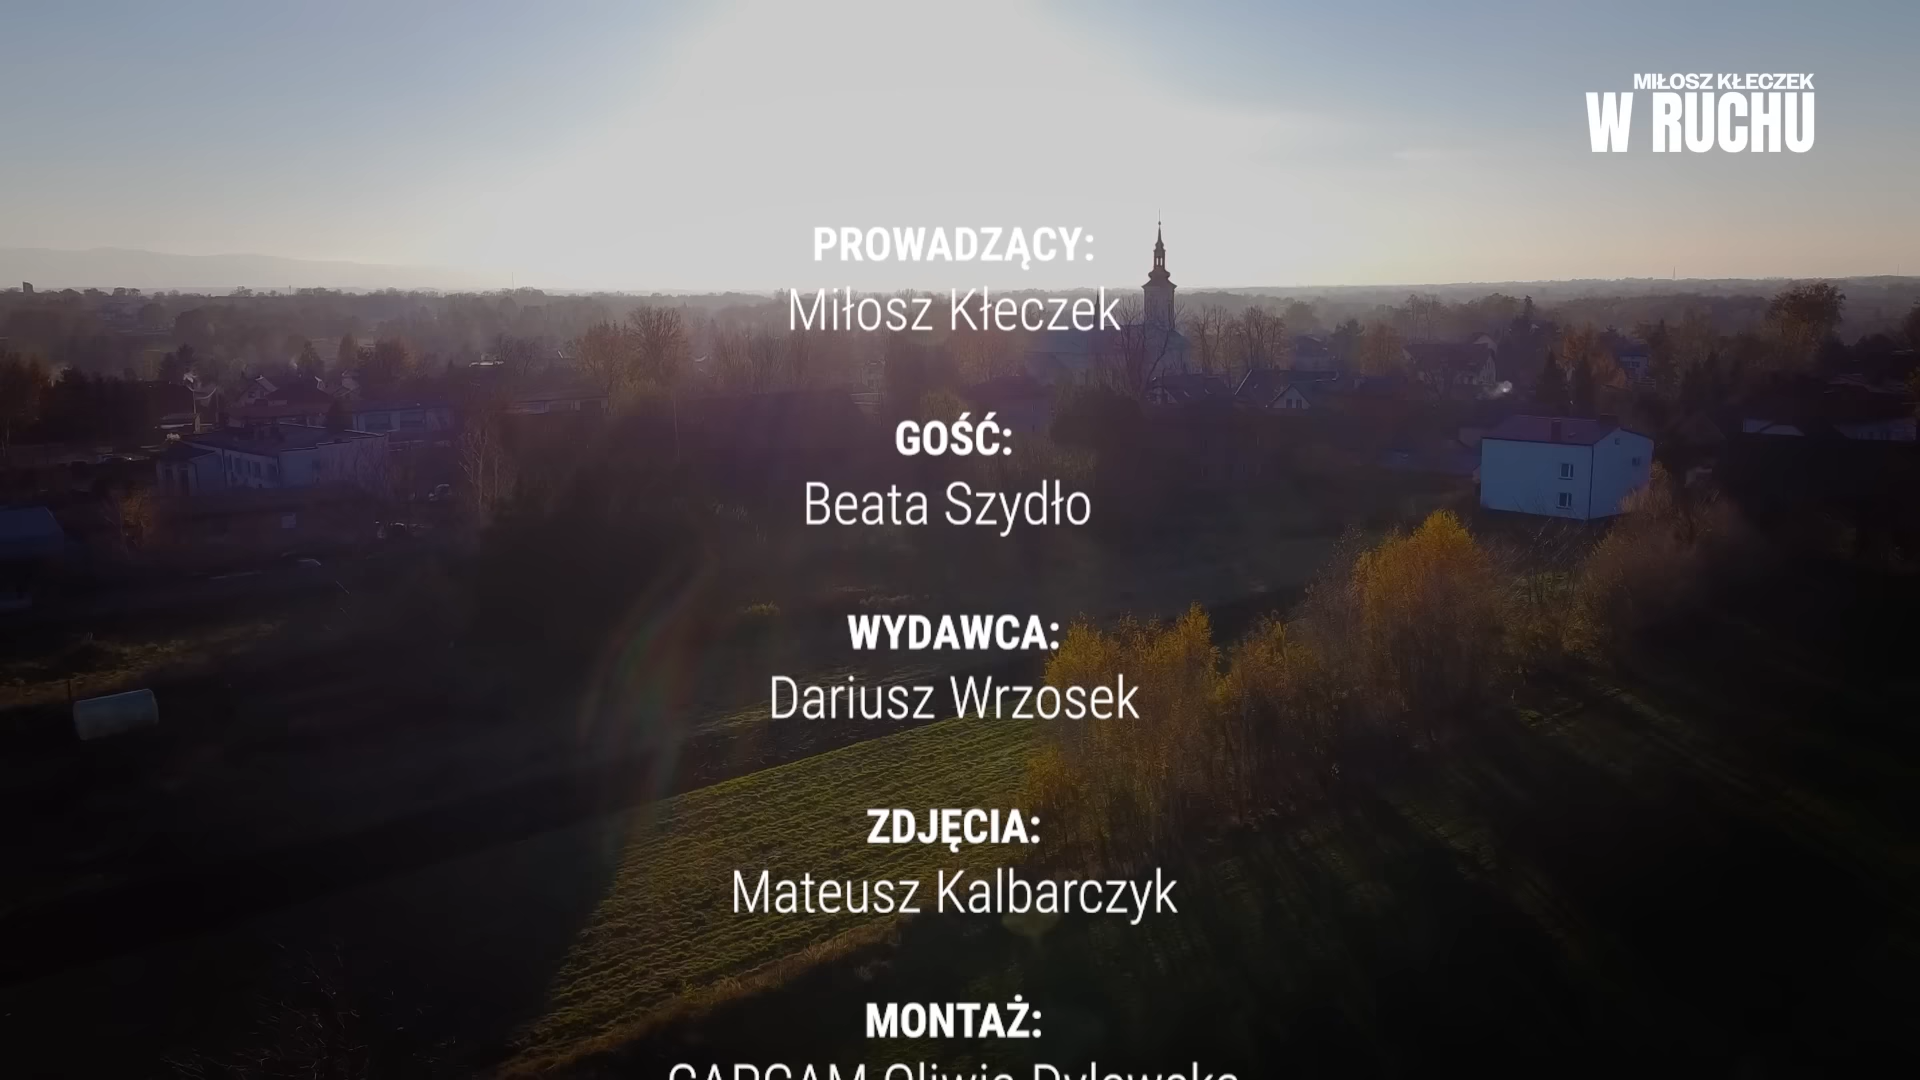 MIŁOSZ KŁECZEK
W RUCHU
PROWADZĄCY:
Miłosz Kłeczek
GOŚĆ:
Beata Szydło
WYDAWCA:
Dariusz Wrzosek
ZDJĘCIA:
Mateusz Kalbarczyk
MONTAŻ: